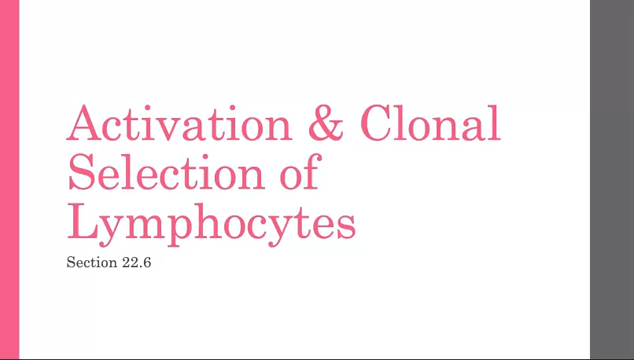 Activation & Clonal
Selection of
Lymphocytes
Section 22.6